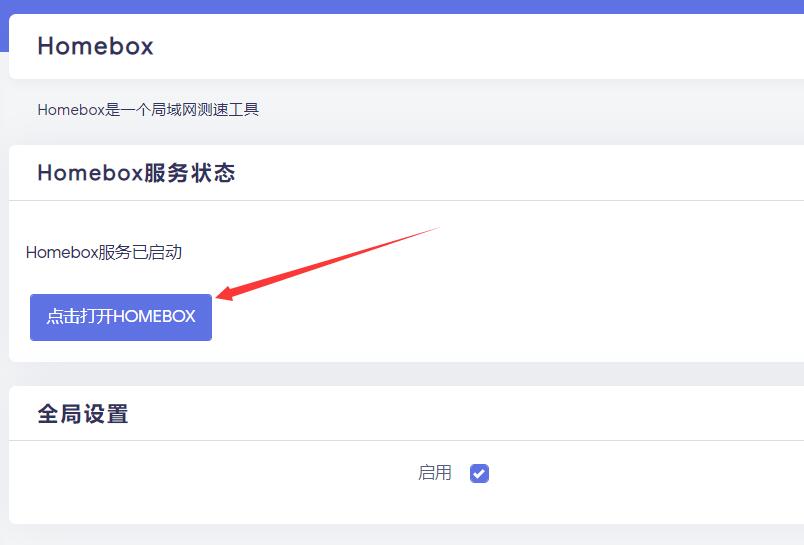 Homebox
Homebox是一个局域网测速工具
Homebox服务状态
Homebox服务已启动
点击打开HOMEBOX
全局设置
启用